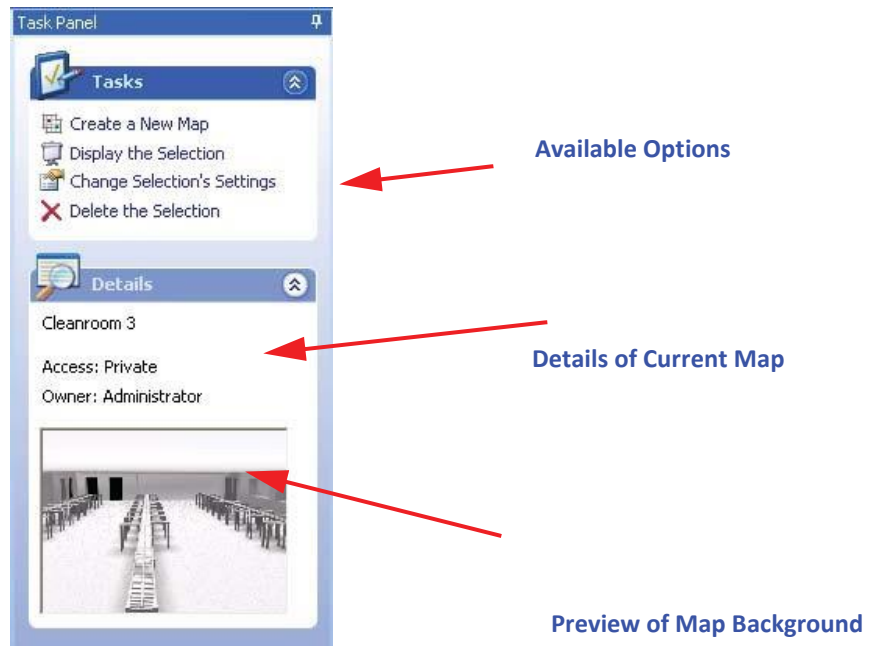 Task Panel
Tasks
Create a New Map
Display the Selection
Change Selection's Settings
Delete the Selection
Available Options
Details
Cleanroom 3
Access: Private
Owner: Administrator
Details of Current Map
Preview of Map Background